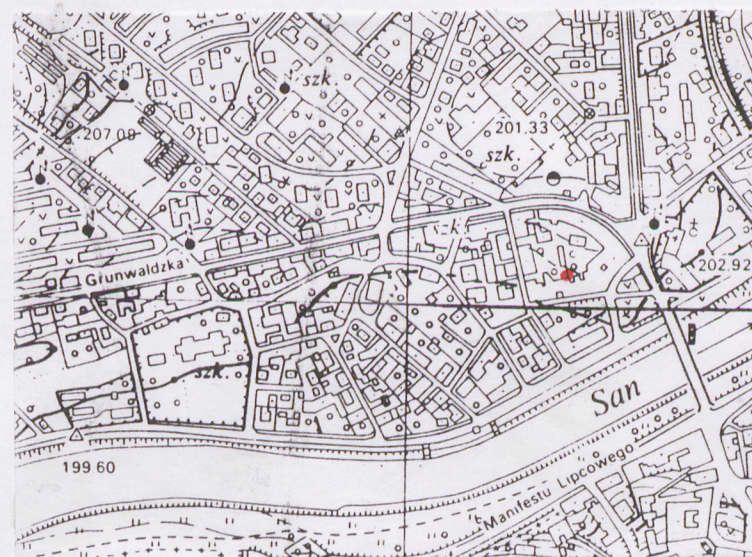 szk
207.08
201.33
szk.
szk.
202.92
Grunwaldzka
szk.
San
199.60
Manifestu Lipcowego